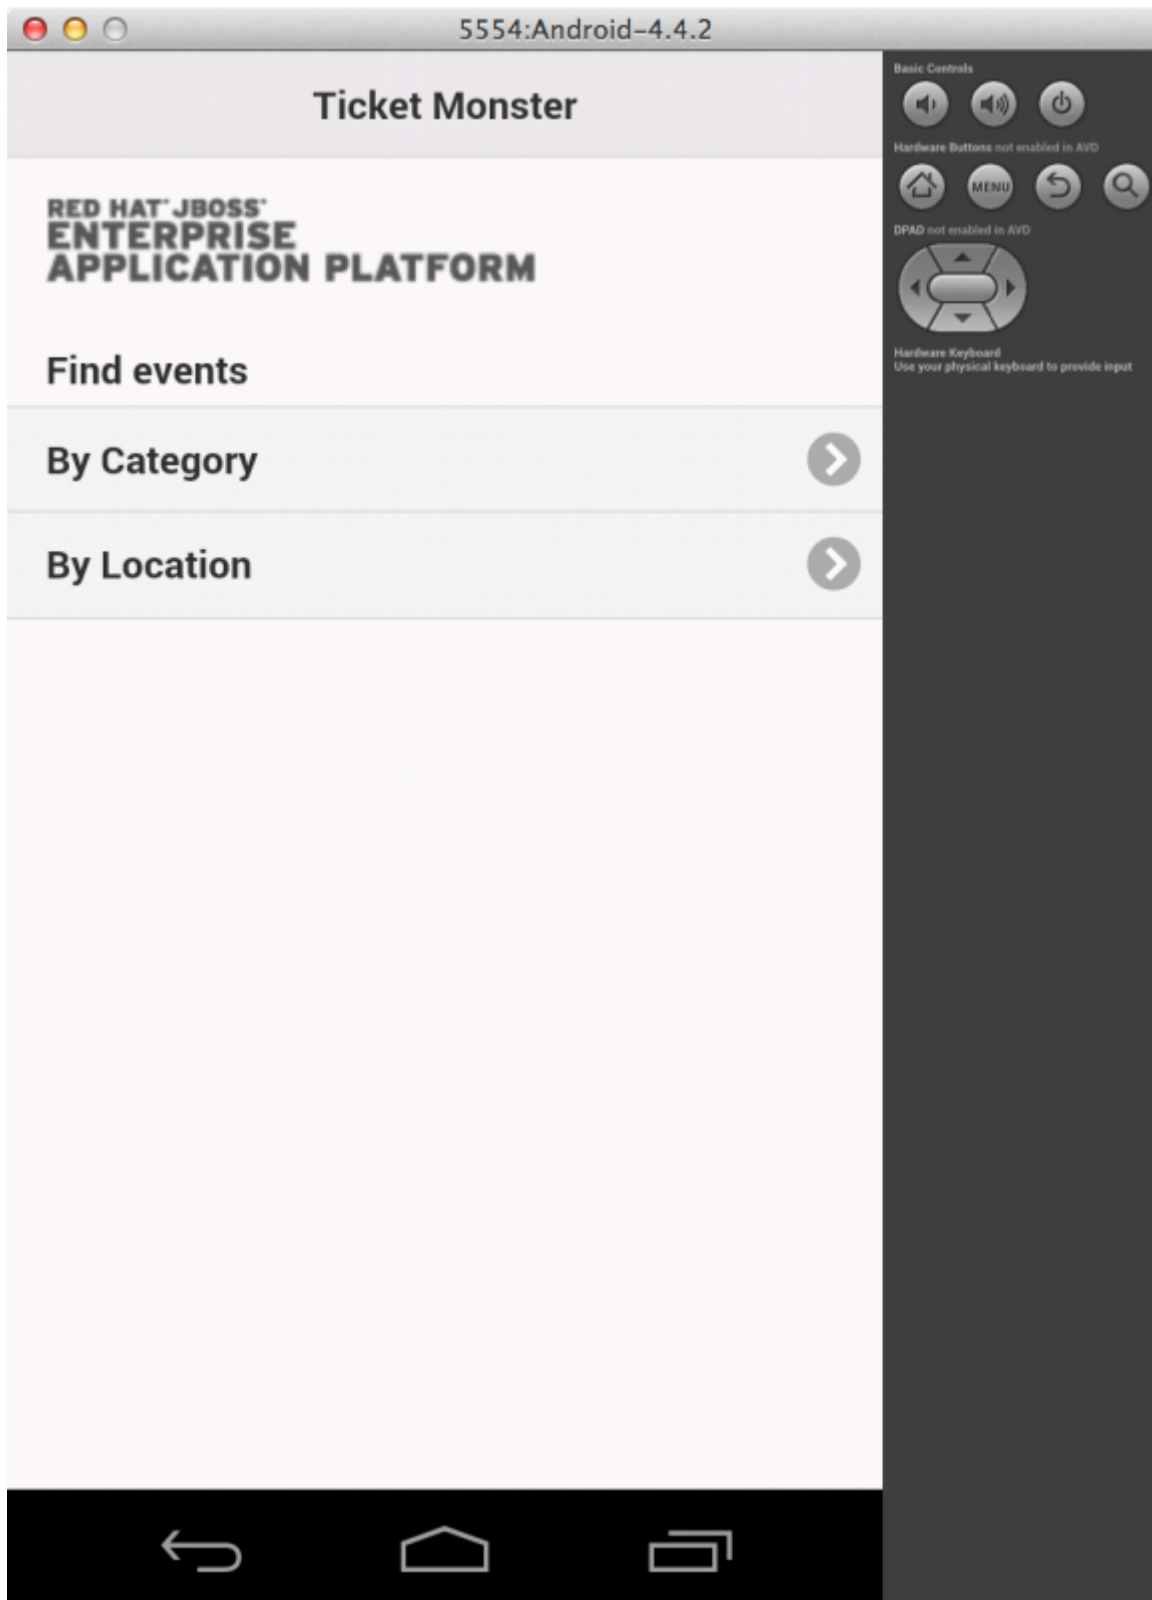 5554:Android-4.4.2
Ticket Monster
RED HAT® JBOSS®
ENTERPRISE
APPLICATION PLATFORM
Find events
By Category
By Location
Basic Controls
Hardware Buttons not enabled in AVD
MENU
DPAD not enabled in AVD
Hardware Keyboard
Use your physical keyboard to provide input